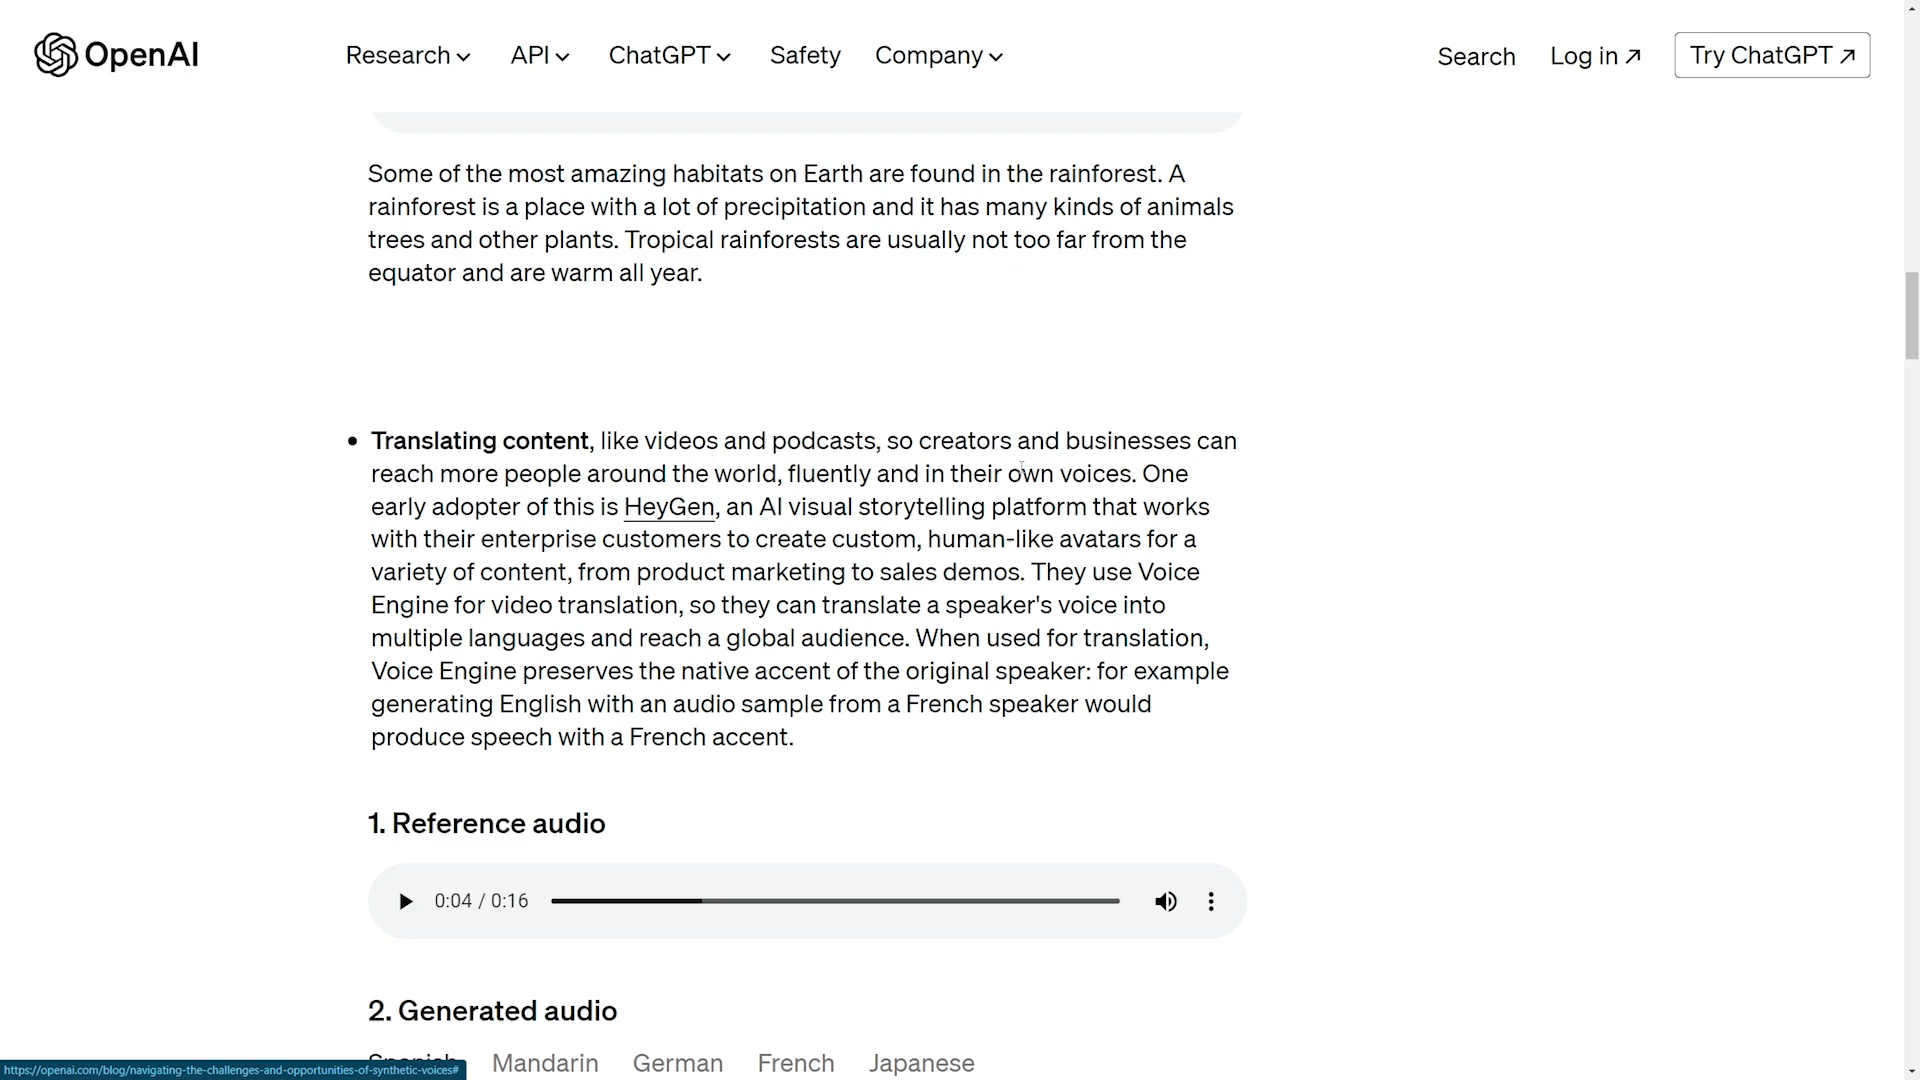 OpenAI
Research
API
ChatGPT
Safety
Company
Search
Log in ↗
Try ChatGPT ↗
Some of the most amazing habitats on Earth are found in the rainforest. A
rainforest is a place with a lot of precipitation and it has many kinds of animals
trees and other plants. Tropical rainforests are usually not too far from the
equator and are warm all year.
• Translating content, like videos and podcasts, so creators and businesses can
reach more people around the world, fluently and in their own voices. One
early adopter of this is HeyGen, an AI visual storytelling platform that works
with their enterprise customers to create custom, human-like avatars for a
variety of content, from product marketing to sales demos. They use Voice
Engine for video translation, so they can translate a speaker's voice into
multiple languages and reach a global audience. When used for translation,
Voice Engine preserves the native accent of the original speaker: for example
generating English with an audio sample from a French speaker would
produce speech with a French accent.
1. Reference audio
0:04 / 0:16
2. Generated audio
Spanish
Mandarin
German
French
Japanese
https://openai.com/blog/navigating-the-challenges-and-opportunities-of-synthetic-voices#